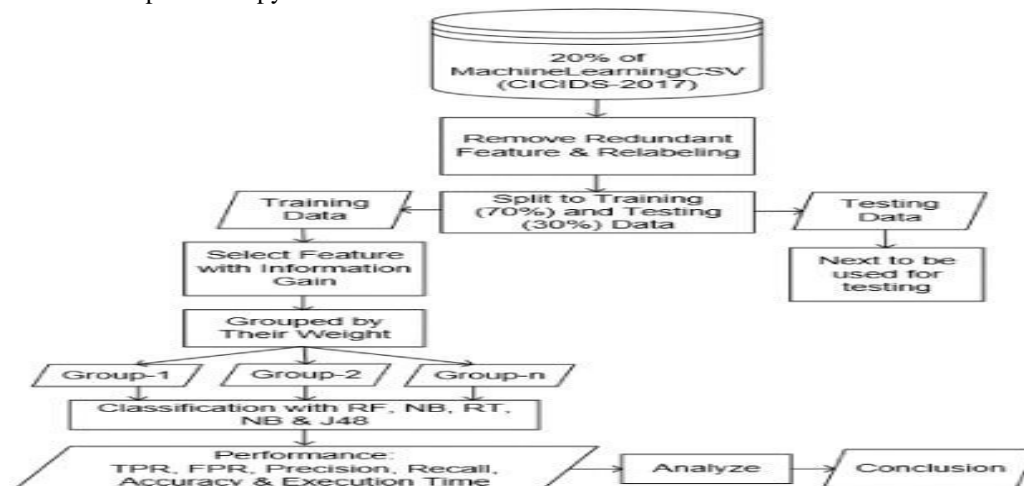 20% of
MachineLearningCSV
(CICIDS-2017)
Remove Redundant
Feature & Relabeling
Training
Data
Split to Training
(70%) and Testing
(30%) Data
Testing
Data
Select Feature
with Information
Gain
Next to be
used for
testing
Grouped by
Their Weight
Group-1
Group-2
Group-n
Classification with RF, NB, RT,
NB & J48
Performance:
TPR, FPR, Precision, Recall,
Accuracy & Execution Time
Analyze
Conclusion